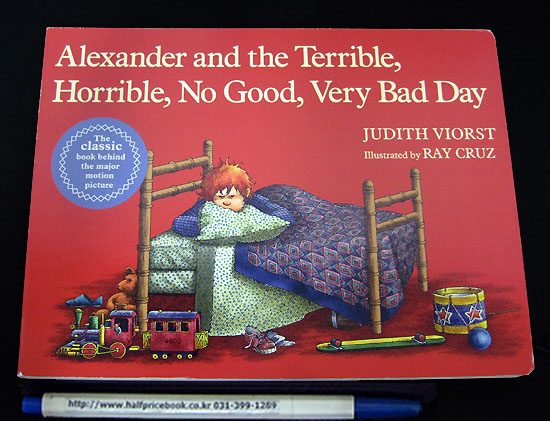 Alexander and the Terrible,
Horrible, No Good, Very Bad Day
JUDITH VIORST
Illustrated by RAY CRUZ
The
classic
book behind
the major
motion
picture
http://www.halfpricebook.co.kr 031-399-1289